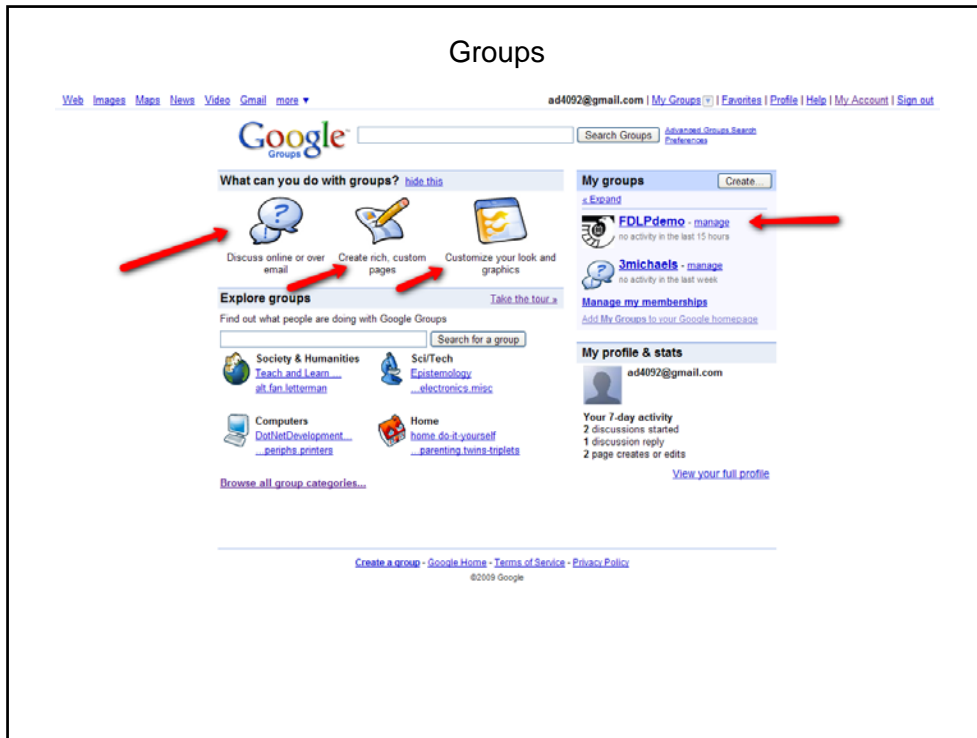 Groups
Web Images Maps News Video Gmail more ▼
ad4092@gmail.com | My Groups ▼ | Favorites | Profile | Help | My Account | Sign out
Google™
Groups
Search Groups
Advanced Groups Search
Preferences
What can you do with groups? hide this
Discuss online or over
email
Create rich, custom
pages
Customize your look and
graphics
Explore groups
Take the tour »
Find out what people are doing with Google Groups
Search for a group
Society & Humanities
Teach and Learn ...
alt.fan.letterman
Sci/Tech
Epistemology
...electronics.misc
Computers
DotNetDevelopment...
...periphs.printers
Home
home do-it-yourself
...parenting.twins-triplets
Browse all group categories...
My groups
Create...
« Expand
FDLPdemo - manage
no activity in the last 15 hours
3michaels - manage
no activity in the last week
Manage my memberships
Add My Groups to your Google homepage
My profile & stats
ad4092@gmail.com
Your 7-day activity
2 discussions started
1 discussion reply
2 page creates or edits
View your full profile
Create a group - Google Home - Terms of Service - Privacy Policy
©2009 Google